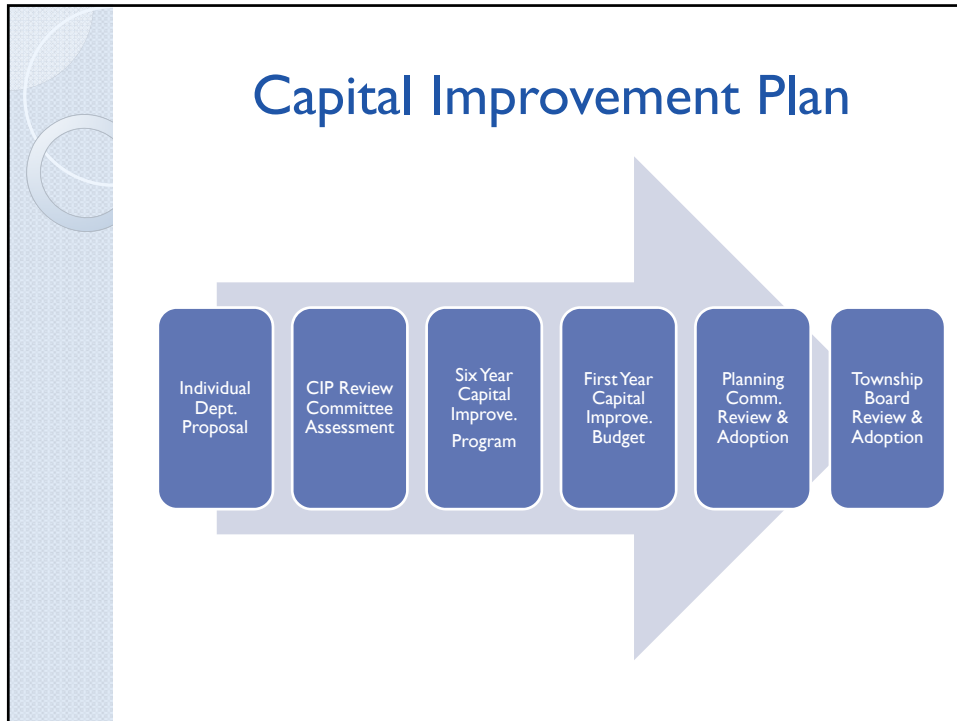 Capital Improvement Plan
Individual
Dept.
Proposal
CIP Review
Committee
Assessment
Six Year
Capital
Improve.
Program
First Year
Capital
Improve.
Budget
Planning
Comm.
Review &
Adoption
Township
Board
Review &
Adoption